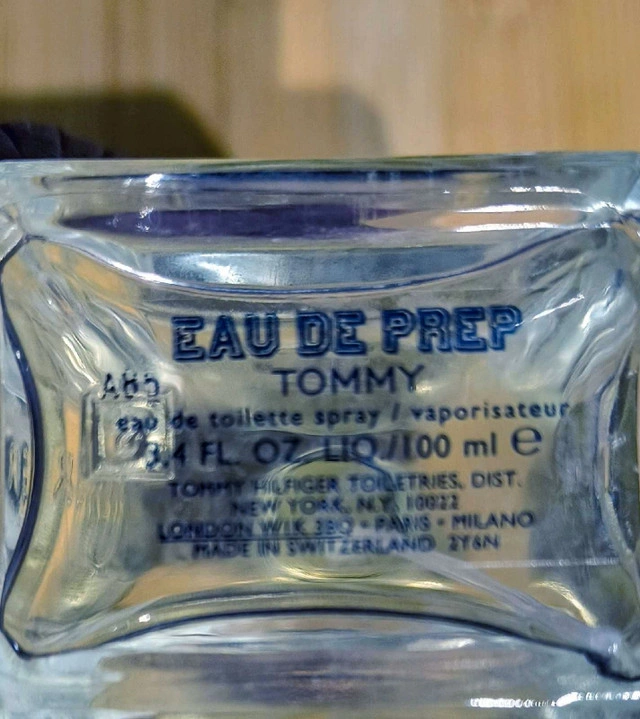 EAU DE PREP
TOMMY
AB5
eau de toilette spray / vaporisateur
3.4 FL. OZ. LIQ./100 ml e
TOMMY HILFIGER TOILETRIES, DIST.
NEW YORK, N.Y. 10022
LONDON W1K 3BQ • PARIS • MILANO
MADE IN SWITZERLAND 2Y6N